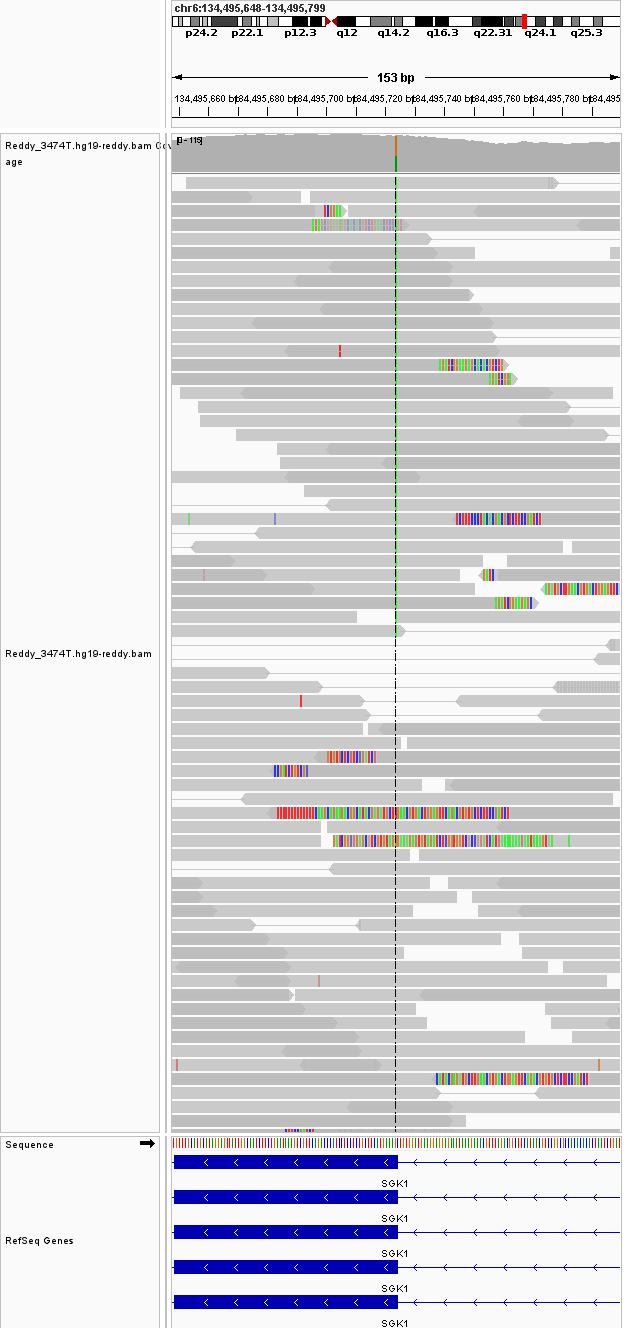 chr6:134,495,648-134,495,799
p24.2 p22.1 p12.3 q12 q14.2 q16.3 q22.31 q24.1 q25.3
153 bp
134,495,660 bp 134,495,680 bp 134,495,700 bp 134,495,720 bp 134,495,740 bp 134,495,760 bp 134,495,780 bp
[0 - 115]
Reddy_3474T.hg19-reddy.bam Cov
age
Reddy_3474T.hg19-reddy.bam
Sequence
SGK1
SGK1
RefSeq Genes
SGK1
SGK1
SGK1